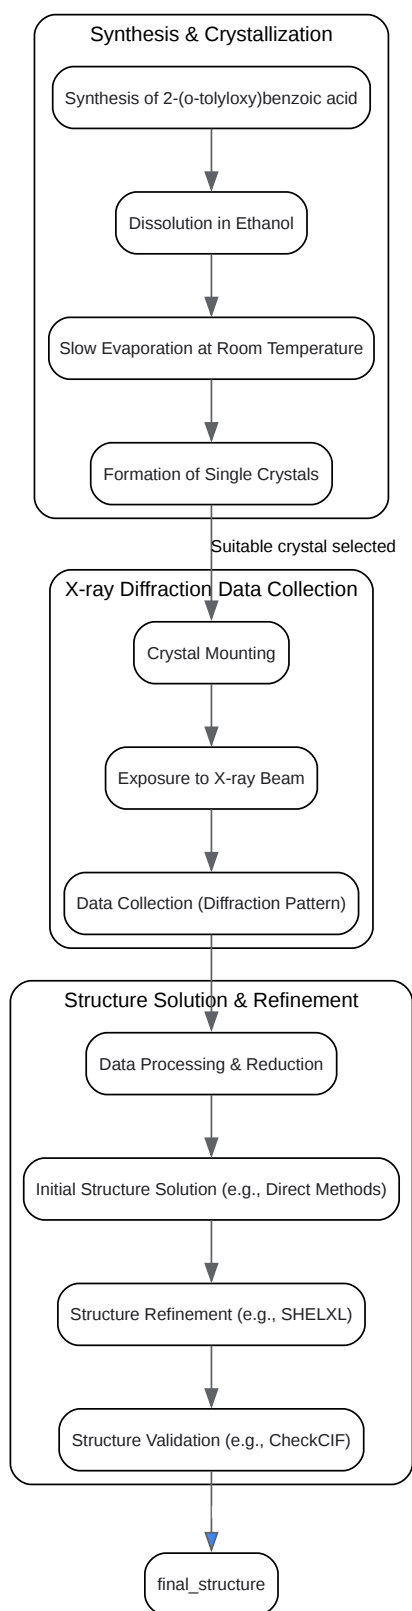 Synthesis & Crystallization
Synthesis of 2-(o-tolyloxy)benzoic acid
Dissolution in Ethanol
Slow Evaporation at Room Temperature
Formation of Single Crystals
Suitable crystal selected
X-ray Diffraction Data Collection
Crystal Mounting
Exposure to X-ray Beam
Data Collection (Diffraction Pattern)
Structure Solution & Refinement
Data Processing & Reduction
Initial Structure Solution (e.g., Direct Methods)
Structure Refinement (e.g., SHELXL)
Structure Validation (e.g., CheckCIF)
final_structure